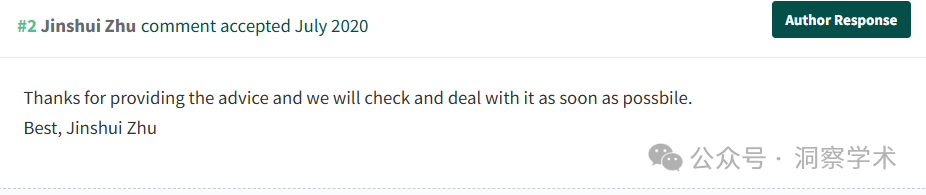 #2 Jinshui Zhu comment accepted July 2020
Author Response
Thanks for providing the advice and we will check and deal with it as soon as possbile.
Best, Jinshui Zhu
公众号 · 洞察学术